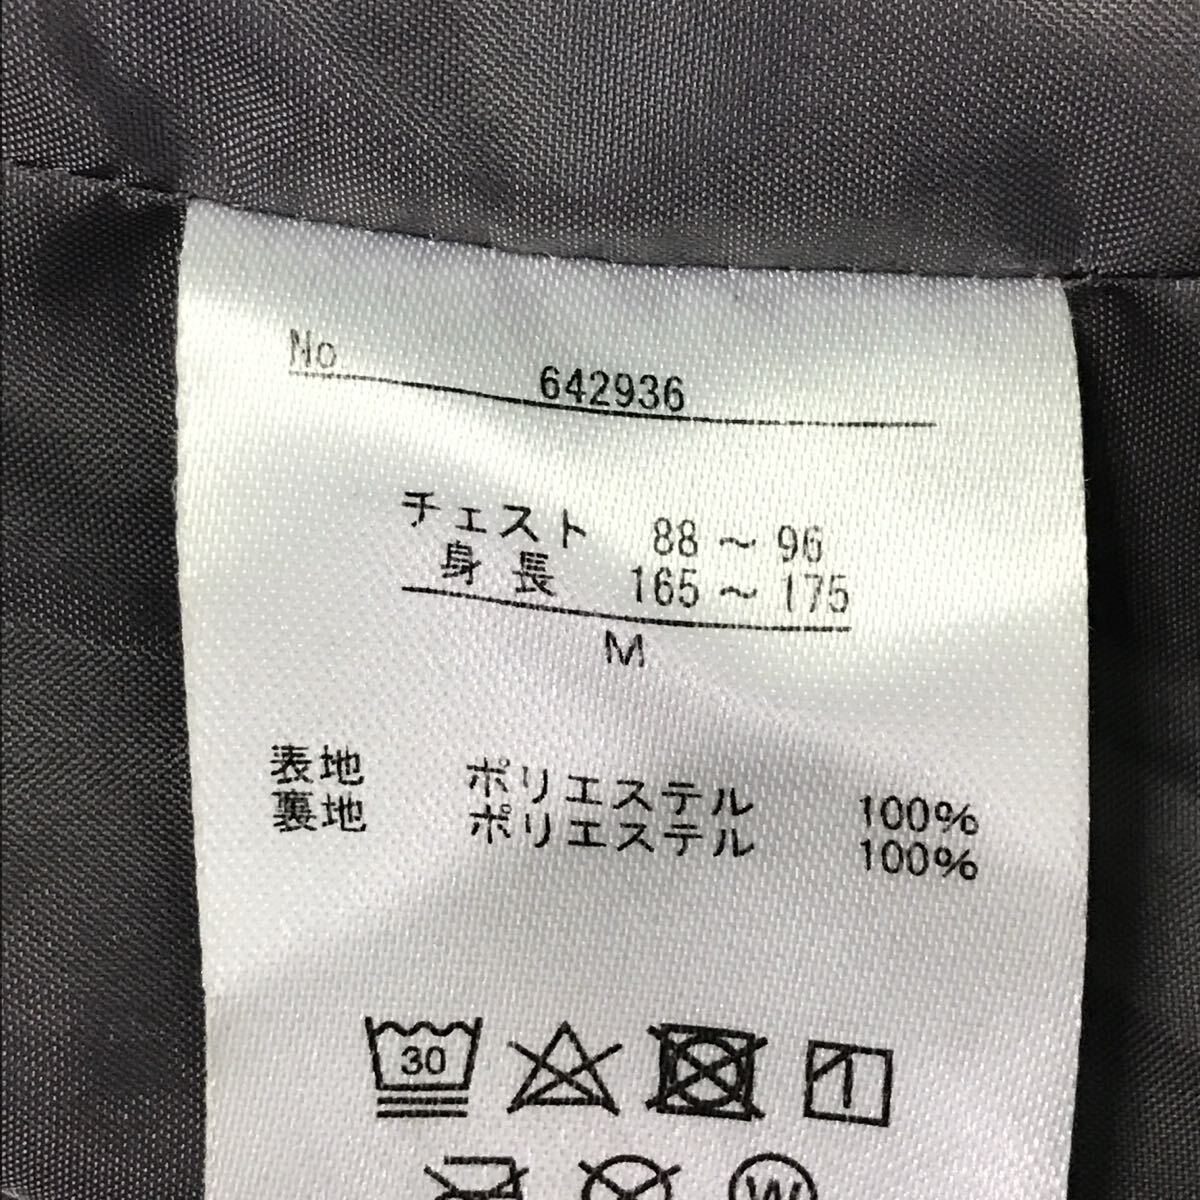 No 642936
チェスト 88 ~ 96
身長 165 ~ 175
M
表地 ポリエステル 100%
裏地 ポリエステル 100%
30
W